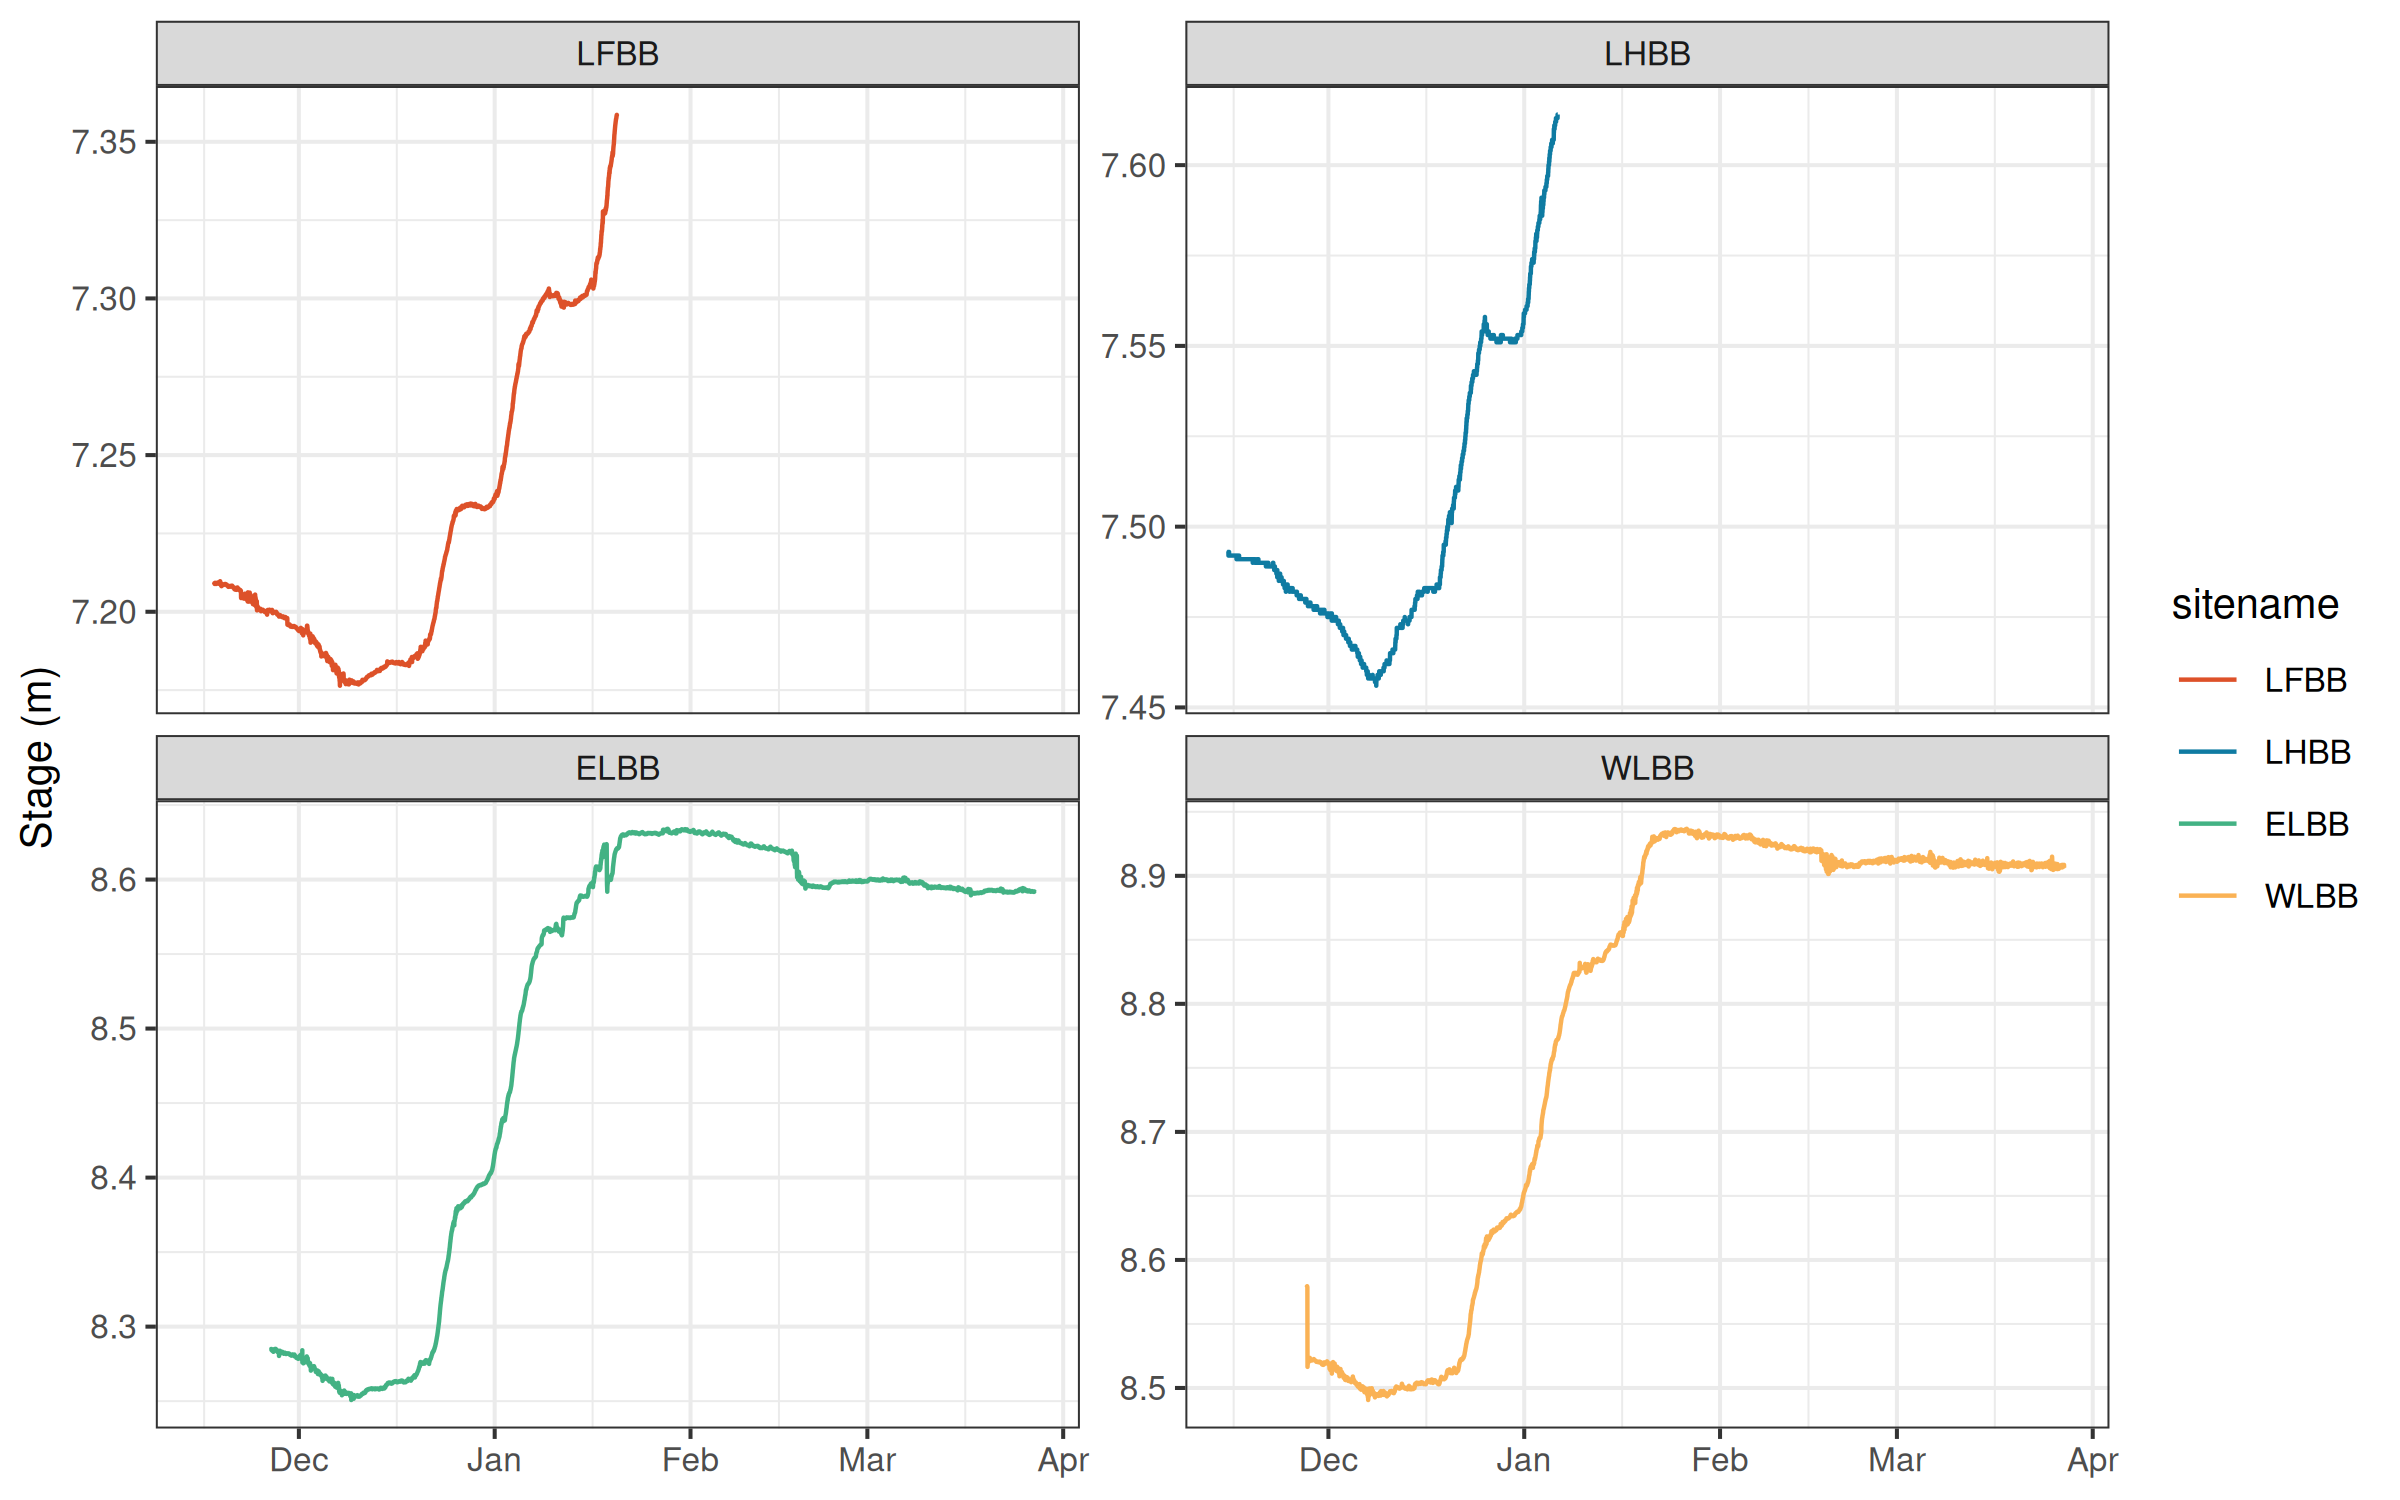 LFBB
LHBB
7.35
7.30
7.25
7.20
7.60
7.55
7.50
7.45
Stage (m)
ELBB
WLBB
8.6
8.5
8.4
8.3
8.9
8.8
8.7
8.6
8.5
Dec Jan Feb Mar Apr
Dec Jan Feb Mar Apr
sitename
LFBB
LHBB
ELBB
WLBB